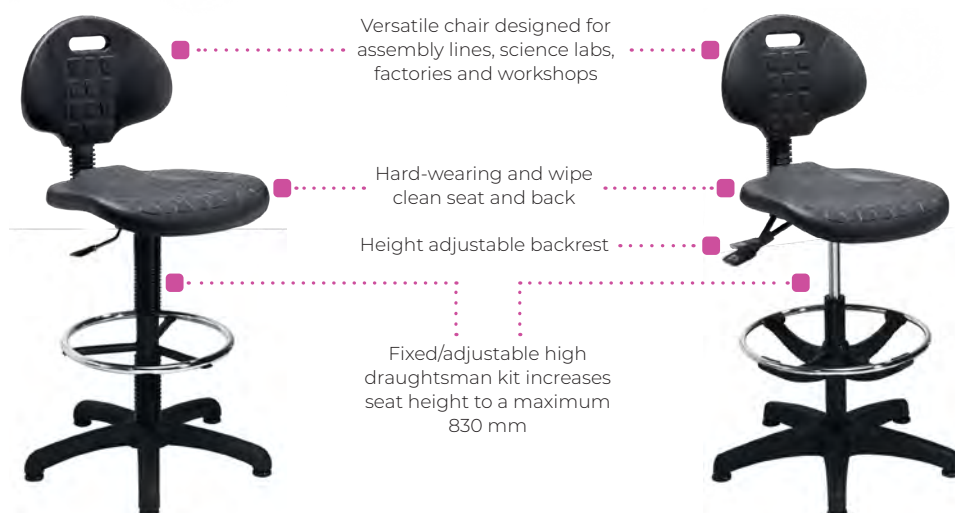 Versatile chair designed for
assembly lines, science labs,
factories and workshops
Hard-wearing and wipe
clean seat and back
Height adjustable backrest
Fixed/adjustable high
draughtsman kit increases
seat height to a maximum
830 mm